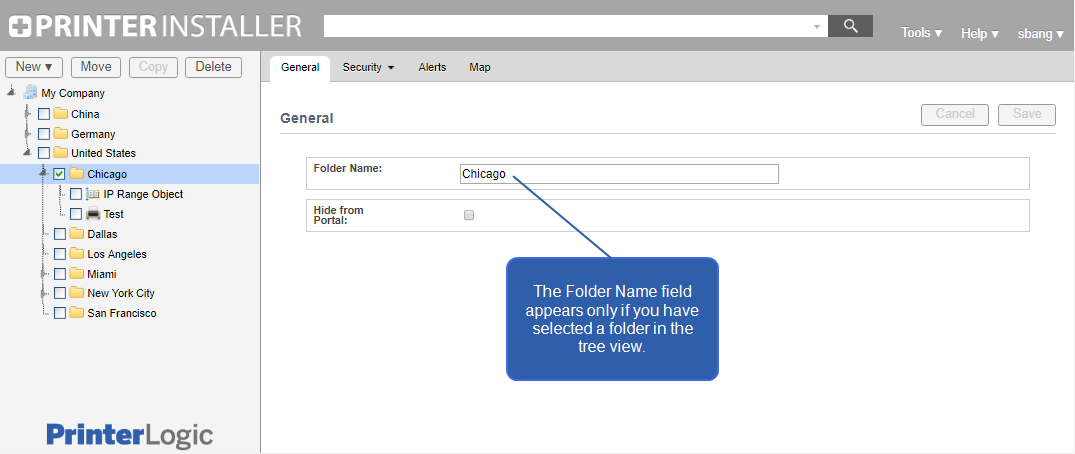 PRINTER INSTALLER
Tools ▾ Help ▾ sbang ▾
New ▾ Move Copy Delete
General Security ▾ Alerts Map
My Company
China
Germany
United States
Chicago
IP Range Object
Test
Dallas
Los Angeles
Miami
New York City
San Francisco
PrinterLogic
General
Cancel Save
Folder Name: Chicago
Hide from
Portal:
The Folder Name field
appears only if you have
selected a folder in the
tree view.